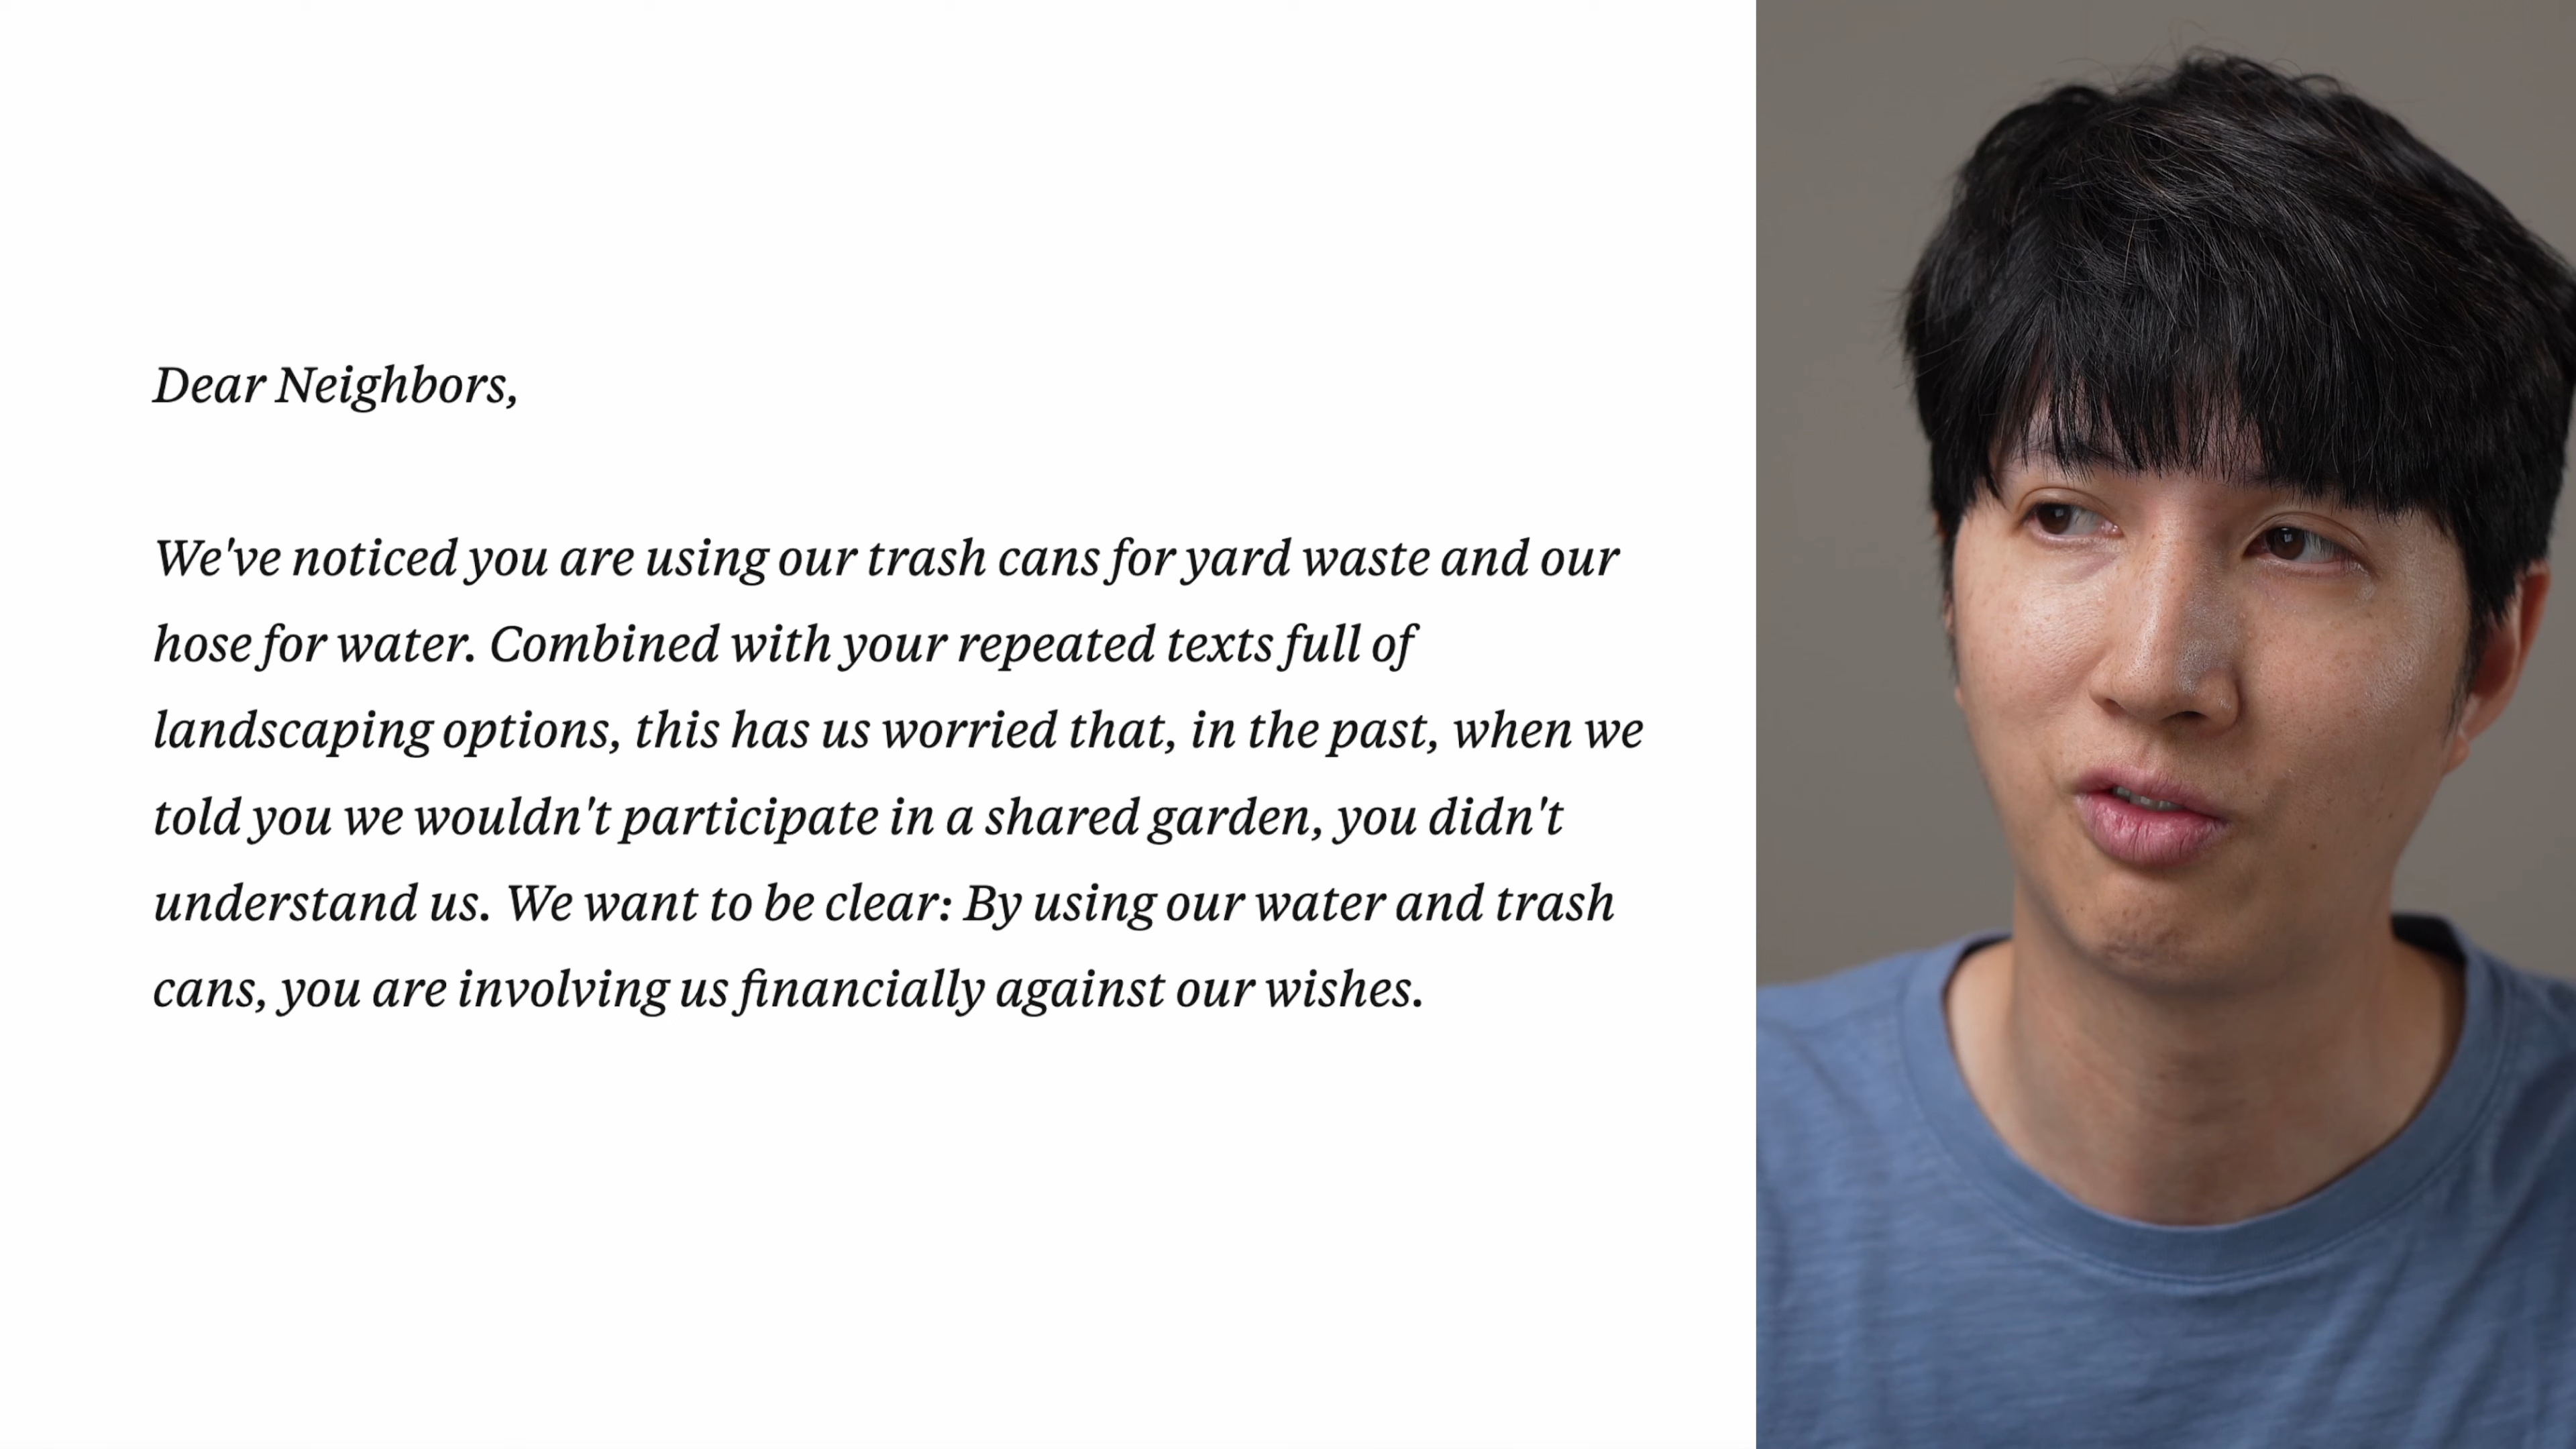 Dear Neighbors,
We've noticed you are using our trash cans for yard waste and our
hose for water. Combined with your repeated texts full of
landscaping options, this has us worried that, in the past, when we
told you we wouldn't participate in a shared garden, you didn't
understand us. We want to be clear: By using our water and trash
cans, you are involving us financially against our wishes.